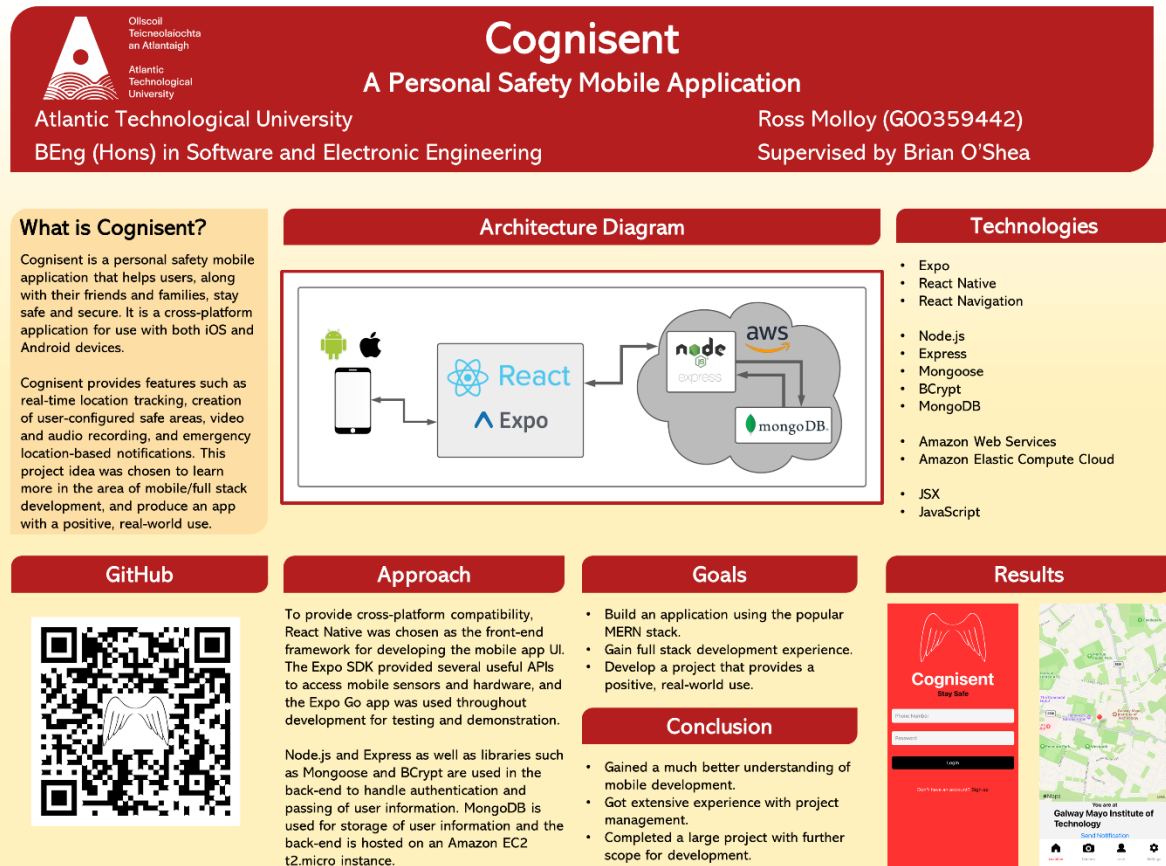 Ollscoil
Teicneolaíochta
an Atlantaigh
Atlantic
Technological
University
Cognisent
A Personal Safety Mobile Application
Atlantic Technological University
BEng (Hons) in Software and Electronic Engineering
Ross Molloy (G00359442)
Supervised by Brian O'Shea
What is Cognisent?
Cognisent is a personal safety mobile
application that helps users, along
with their friends and families, stay
safe and secure. It is a cross-platform
application for use with both iOS and
Android devices.
Cognisent provides features such as
real-time location tracking, creation
of user-configured safe areas, video
and audio recording, and emergency
location-based notifications. This
project idea was chosen to learn
more in the area of mobile/full stack
development, and produce an app
with a positive, real-world use.
Architecture Diagram
React
Expo
node
JS
express
aws
mongoDB.
Technologies
• Expo
• React Native
• React Navigation
• Node.js
• Express
• Mongoose
• BCrypt
• MongoDB
• Amazon Web Services
• Amazon Elastic Compute Cloud
• JSX
• JavaScript
GitHub
Approach
To provide cross-platform compatibility,
React Native was chosen as the front-end
framework for developing the mobile app UI.
The Expo SDK provided several useful APIs
to access mobile sensors and hardware, and
the Expo Go app was used throughout
development for testing and demonstration.
Node.js and Express as well as libraries such
as Mongoose and BCrypt are used in the
back-end to handle authentication and
passing of user information. MongoDB is
used for storage of user information and the
back-end is hosted on an Amazon EC2
t2.micro instance.
Goals
• Build an application using the popular
MERN stack.
• Gain full stack development experience.
• Develop a project that provides a
positive, real-world use.
Conclusion
• Gained a much better understanding of
mobile development.
• Got extensive experience with project
management.
• Completed a large project with further
scope for development.
Results
Cognisent
Stay Safe
Phone Number
Password
Login
Don't have an account? Sign up
Maps
You are at
Galway Mayo Institute of
Technology
Send Notification